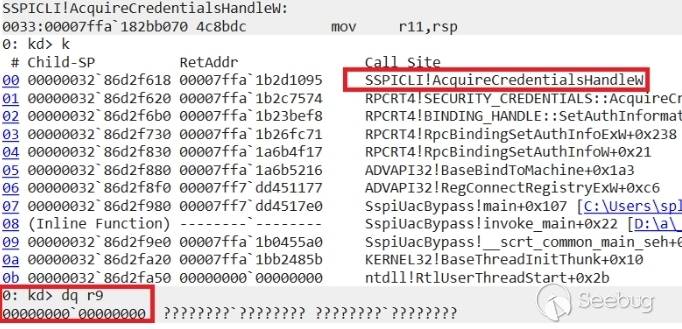 SSPICLI!AcquireCredentialsHandleW:
0033:00007ffa`182bb070 4c8bdc mov r11,rsp
0: kd> k
# Child-SP RetAddr Call Site
00 00000032`86d2f618 00007ffa`1b2d1095 SSPICLI!AcquireCredentialsHandleW
01 00000032`86d2f620 00007ffa`1b2c7574 RPCRT4!SECURITY_CREDENTIALS::AcquireCr
02 00000032`86d2f6b0 00007ffa`1b23bef8 RPCRT4!BINDING_HANDLE::SetAuthInformat
03 00000032`86d2f730 00007ffa`1b26fc71 RPCRT4!RpcBindingSetAuthInfoExW+0x238
04 00000032`86d2f830 00007ffa`1a6b4f17 RPCRT4!RpcBindingSetAuthInfoW+0x21
05 00000032`86d2f880 00007ffa`1a6b5216 ADVAPI32!BaseBindToMachine+0x1a3
06 00000032`86d2f8f0 00007ff7`dd451177 ADVAPI32!RegConnectRegistryExW+0xc6
07 00000032`86d2f980 00007ff7`dd4517e0 SspiUacBypass!main+0x107 [C:\Users\spl
08 (Inline Function) --------`-------- SspiUacBypass!invoke_main+0x22 [D:\a\_
09 00000032`86d2f9e0 00007ffa`1b0455a0 SspiUacBypass!__scrt_common_main_seh+0
0a 00000032`86d2fa20 00007ffa`1bb2485b KERNEL32!BaseThreadInitThunk+0x10
0b 00000032`86d2fa50 00000000`00000000 ntdll!RtlUserThreadStart+0x2b
0: kd> dq r9
00000000`00000000 ????????`???????? ????????`????????
Seebug